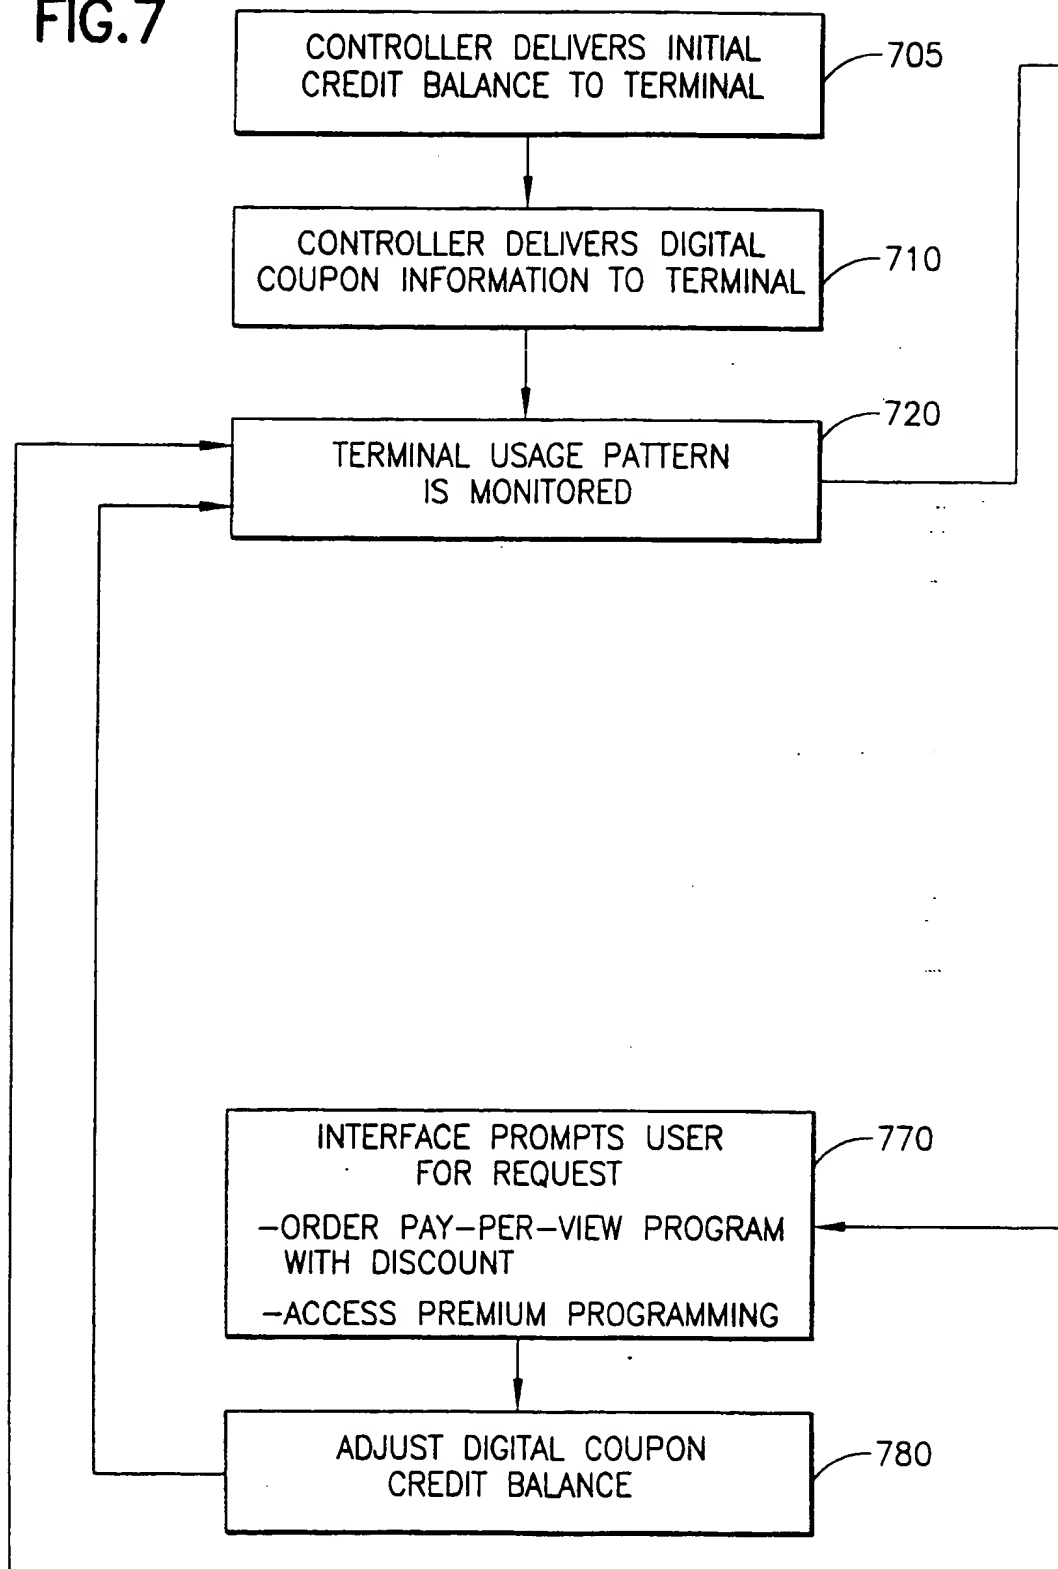 FIG.7
CONTROLLER DELIVERS INITIAL
CREDIT BALANCE TO TERMINAL
705
CONTROLLER DELIVERS DIGITAL
COUPON INFORMATION TO TERMINAL
710
TERMINAL USAGE PATTERN
IS MONITORED
720
INTERFACE PROMPTS USER
FOR REQUEST
-ORDER PAY-PER-VIEW PROGRAM
WITH DISCOUNT
-ACCESS PREMIUM PROGRAMMING
770
ADJUST DIGITAL COUPON
CREDIT BALANCE
780